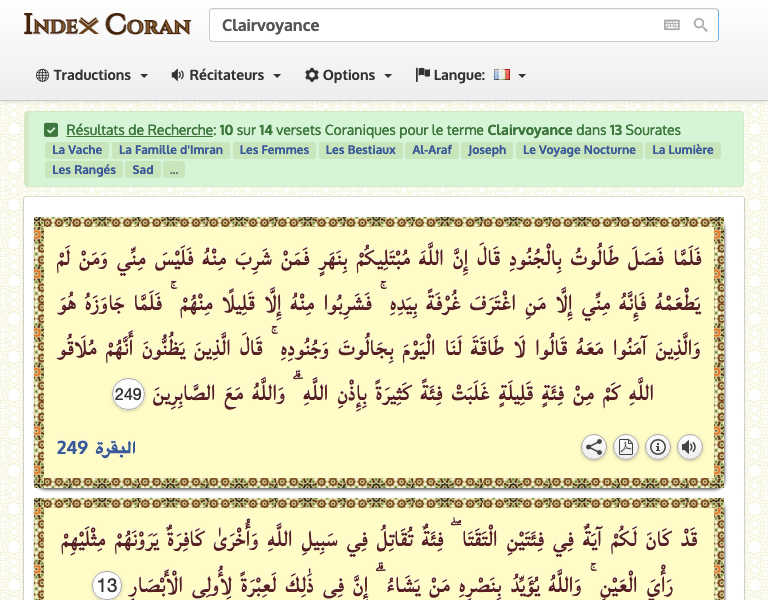 INDEX CORAN
Clairvoyance
Traductions
Récitateurs
Options
Langue:
Résultats de Recherche: 10 sur 14 versets Coraniques pour le terme Clairvoyance dans 13 Sourates
La Vache La Famille d'Imran Les Femmes Les Bestiaux Al-Araf Joseph Le Voyage Nocturne La Lumière
Les Rangés Sad ...
فَلَمَّا فَصَلَ طَالُوتُ بِالْجُنُودِ قَالَ إِنَّ اللَّهَ مُبْتَلِيكُمْ بِنَهَرٍ فَمَنْ شَرِبَ مِنْهُ فَلَيْسَ مِنِّي وَمَنْ لَمْ
يَطْعَمْهُ فَإِنَّهُ مِنِّي إِلَّا مَنِ اغْتَرَفَ غُرْفَةً بِيَدِهِ ۚ فَشَرِبُوا مِنْهُ إِلَّا قَلِيلًا مِنْهُمْ ۚ فَلَمَّا جَاوَزَهُ هُوَ
وَالَّذِينَ آمَنُوا مَعَهُ قَالُوا لَا طَاقَةَ لَنَا الْيَوْمَ بِجَالُوتَ وَجُنُودِهِ ۚ قَالَ الَّذِينَ يَظُنُّونَ أَنَّهُمْ مُلَاقُو
اللَّهِ كَمْ مِنْ فِئَةٍ قَلِيلَةٍ غَلَبَتْ فِئَةً كَثِيرَةً بِإِذْنِ اللَّهِ ۗ وَاللَّهُ مَعَ الصَّابِرِينَ 249
البقرة 249
قَدْ كَانَ لَكُمْ آيَةٌ فِي فِئَتَيْنِ الْتَقَتَا ۖ فِئَةٌ تُقَاتِلُ فِي سَبِيلِ اللَّهِ وَأُخْرَىٰ كَافِرَةٌ يَرَوْنَهُمْ مِثْلَيْهِمْ
رَأْيَ الْعَيْنِ ۚ وَاللَّهُ يُؤَيِّدُ بِنَصْرِهِ مَنْ يَشَاءُ ۗ إِنَّ فِي ذَٰلِكَ لَعِبْرَةً لِأُولِي الْأَبْصَارِ 13